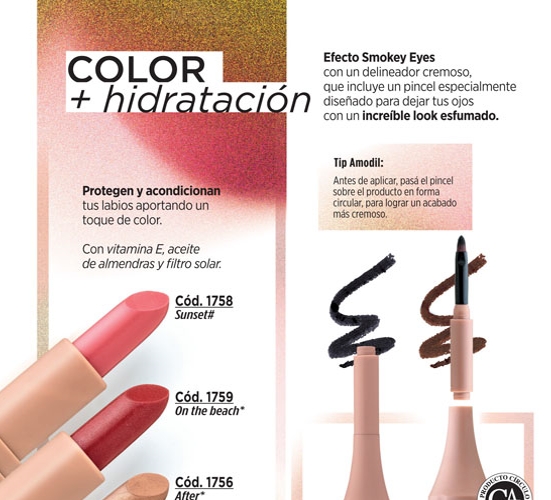 COLOR
+ hidratación
Protegen y acondicionan
tus labios aportando un
toque de color.
Con vitamina E, aceite
de almendras y filtro solar.
Cód. 1758
Sunset#
Cód. 1759
On the beach*
Cód. 1756
After*
Efecto Smokey Eyes
con un delineador cremoso,
que incluye un pincel especialmente
diseñado para dejar tus ojos
con un increíble look esfumado.
Tip Amodil:
Antes de aplicar, pasá el pincel
sobre el producto en forma
circular, para lograr un acabado
más cremoso.
PRODUCTO CÍRCULO
CA